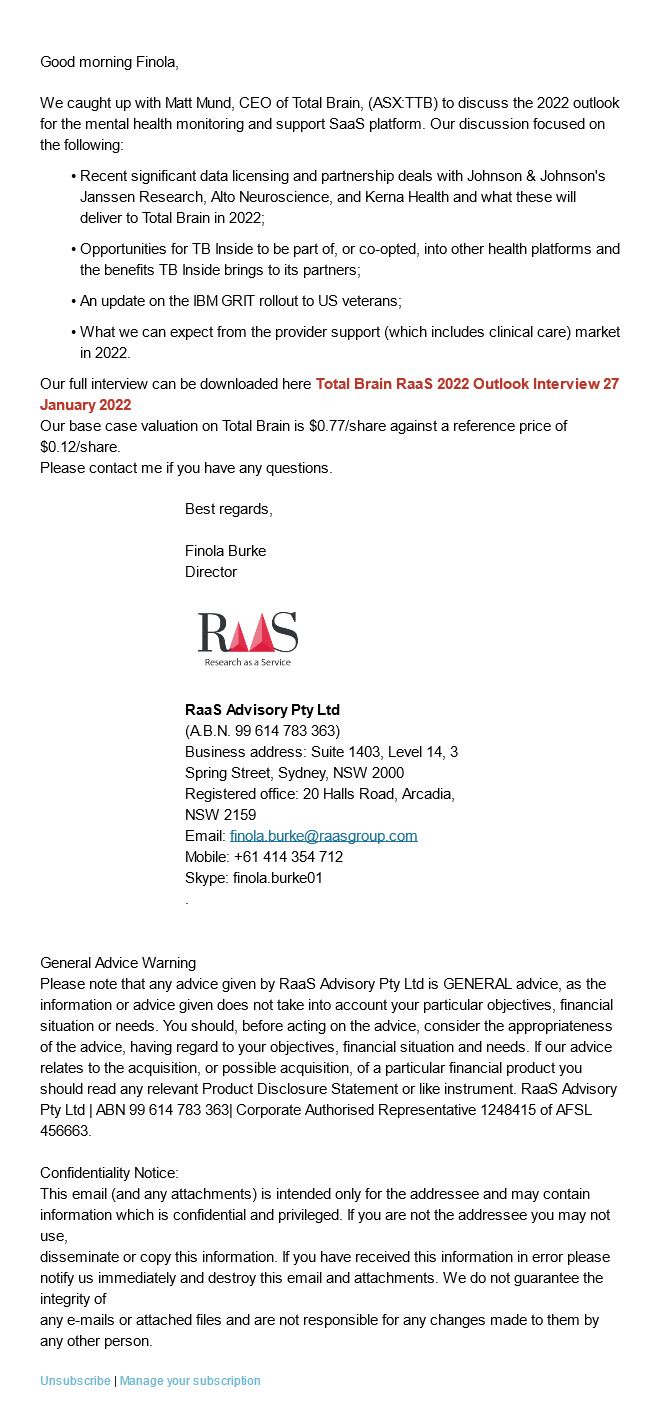 Good morning Finola,
We caught up with Matt Mund, CEO of Total Brain, (ASX:TTB) to discuss the 2022 outlook
for the mental health monitoring and support SaaS platform. Our discussion focused on
the following:
• Recent significant data licensing and partnership deals with Johnson & Johnson's
Janssen Research, Alto Neuroscience, and Kerna Health and what these will
deliver to Total Brain in 2022;
• Opportunities for TB Inside to be part of, or co-opted, into other health platforms and
the benefits TB Inside brings to its partners;
• An update on the IBM GRIT rollout to US veterans;
• What we can expect from the provider support (which includes clinical care) market
in 2022.
Our full interview can be downloaded here Total Brain RaaS 2022 Outlook Interview 27
January 2022
Our base case valuation on Total Brain is $0.77/share against a reference price of
$0.12/share.
Please contact me if you have any questions.
Best regards,
Finola Burke
Director
RAAS
Research as a Service
RaaS Advisory Pty Ltd
(A.B.N. 99 614 783 363)
Business address: Suite 1403, Level 14, 3
Spring Street, Sydney, NSW 2000
Registered office: 20 Halls Road, Arcadia,
NSW 2159
Email: finola.burke@raasgroup.com
Mobile: +61 414 354 712
Skype: finola.burke01
.
General Advice Warning
Please note that any advice given by RaaS Advisory Pty Ltd is GENERAL advice, as the
information or advice given does not take into account your particular objectives, financial
situation or needs. You should, before acting on the advice, consider the appropriateness
of the advice, having regard to your objectives, financial situation and needs. If our advice
relates to the acquisition, or possible acquisition, of a particular financial product you
should read any relevant Product Disclosure Statement or like instrument. RaaS Advisory
Pty Ltd | ABN 99 614 783 363| Corporate Authorised Representative 1248415 of AFSL
456663.
Confidentiality Notice:
This email (and any attachments) is intended only for the addressee and may contain
information which is confidential and privileged. If you are not the addressee you may not
use,
disseminate or copy this information. If you have received this information in error please
notify us immediately and destroy this email and attachments. We do not guarantee the
integrity of
any e-mails or attached files and are not responsible for any changes made to them by
any other person.
Unsubscribe | Manage your subscription